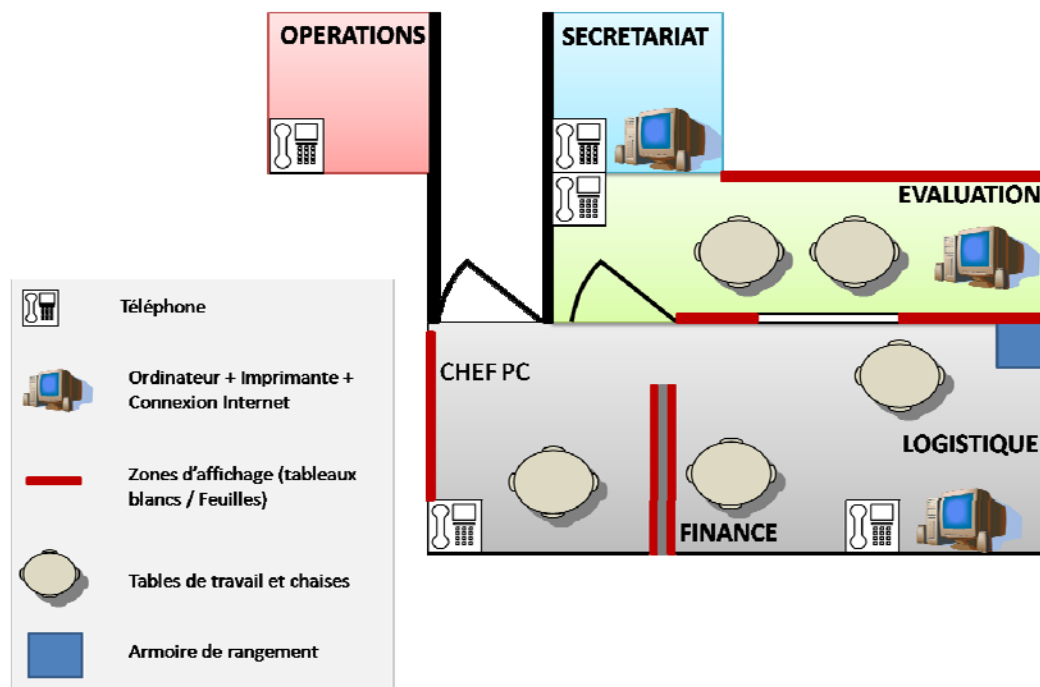 OPERATIONS
SECRETARIAT
EVALUATION
CHEF PC
LOGISTIQUE
FINANCE
Téléphone
Ordinateur + Imprimante +
Connexion Internet
Zones d'affichage (tableaux
blancs / Feuilles)
Tables de travail et chaises
Armoire de rangement